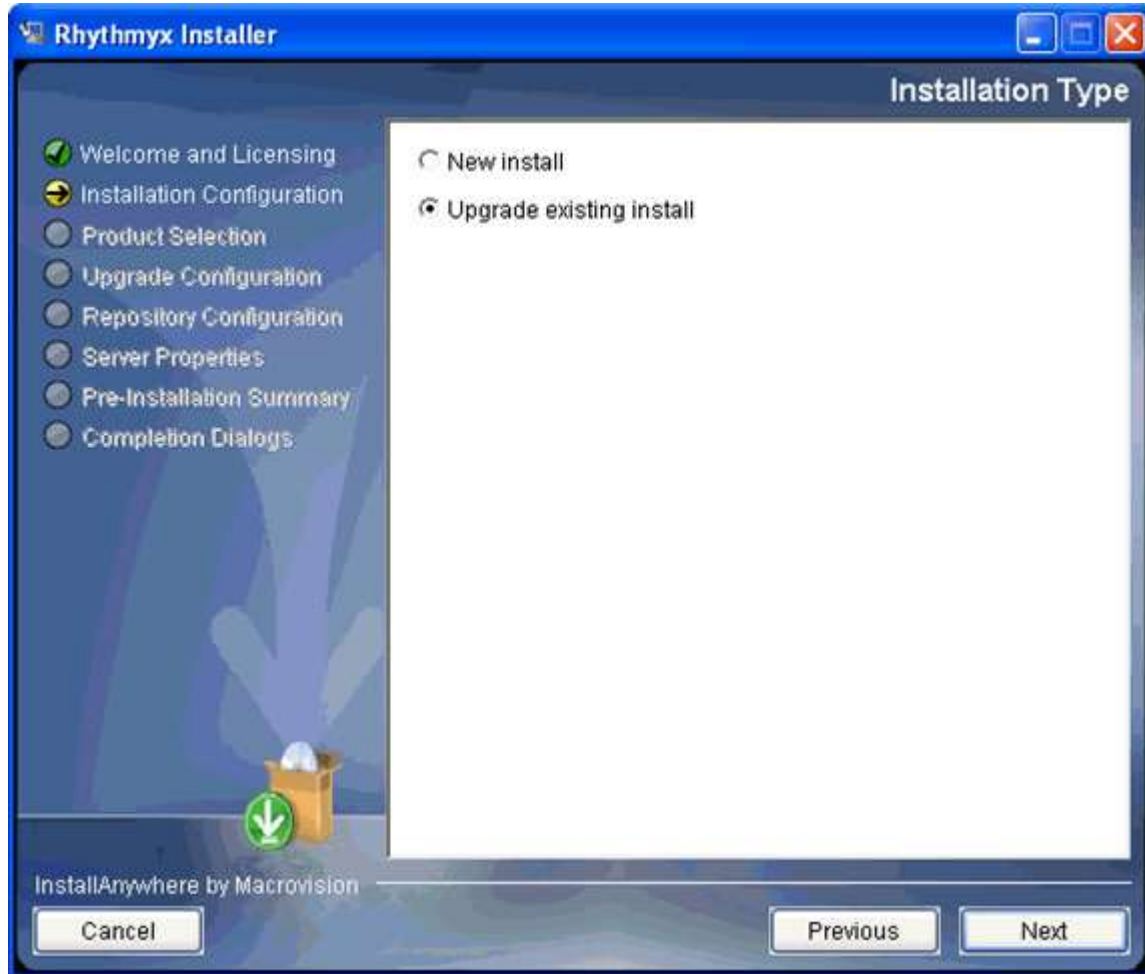 Rhythmyx Installer
Installation Type
Welcome and Licensing
Installation Configuration
Product Selection
Upgrade Configuration
Repository Configuration
Server Properties
Pre-Installation Summary
Completion Dialogs
New install
Upgrade existing install
InstallAnywhere by Macrovision
Cancel
Previous
Next